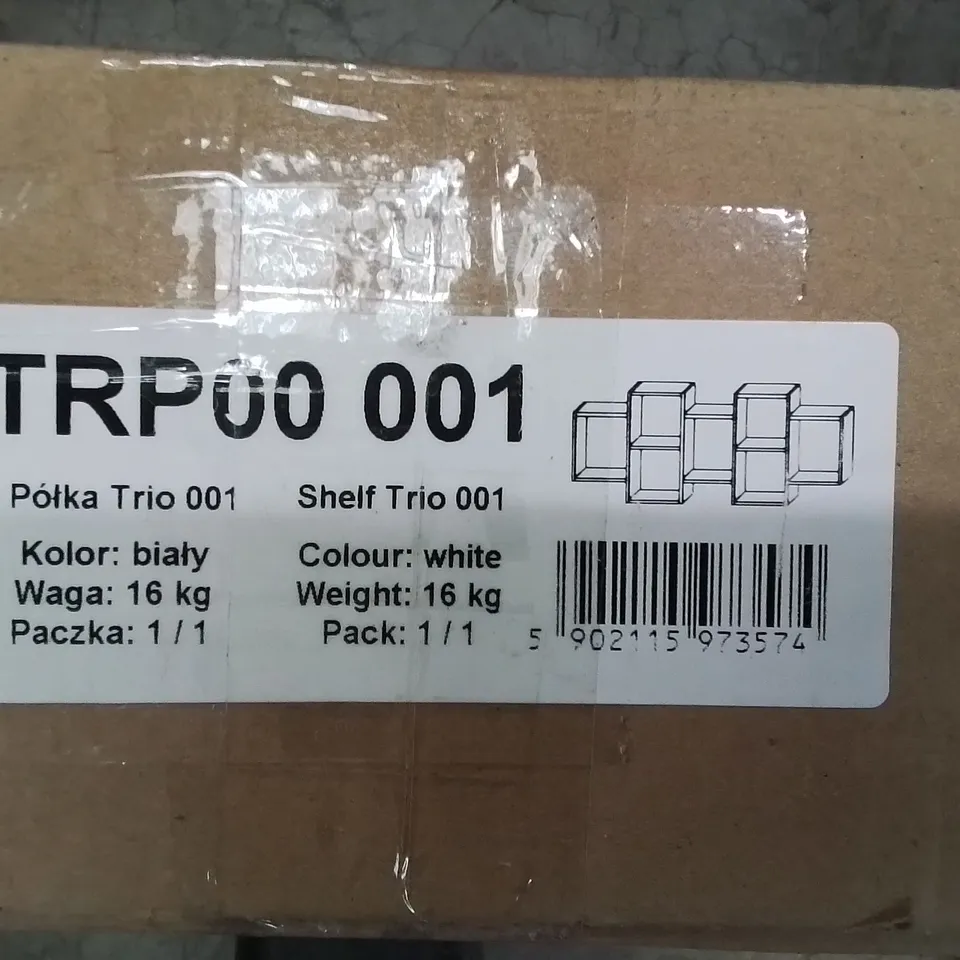 TRP00 001
Półka Trio 001 Shelf Trio 001
Kolor: biały Colour: white
Waga: 16 kg Weight: 16 kg
Paczka: 1 / 1 Pack: 1 / 1
5 902115 973574